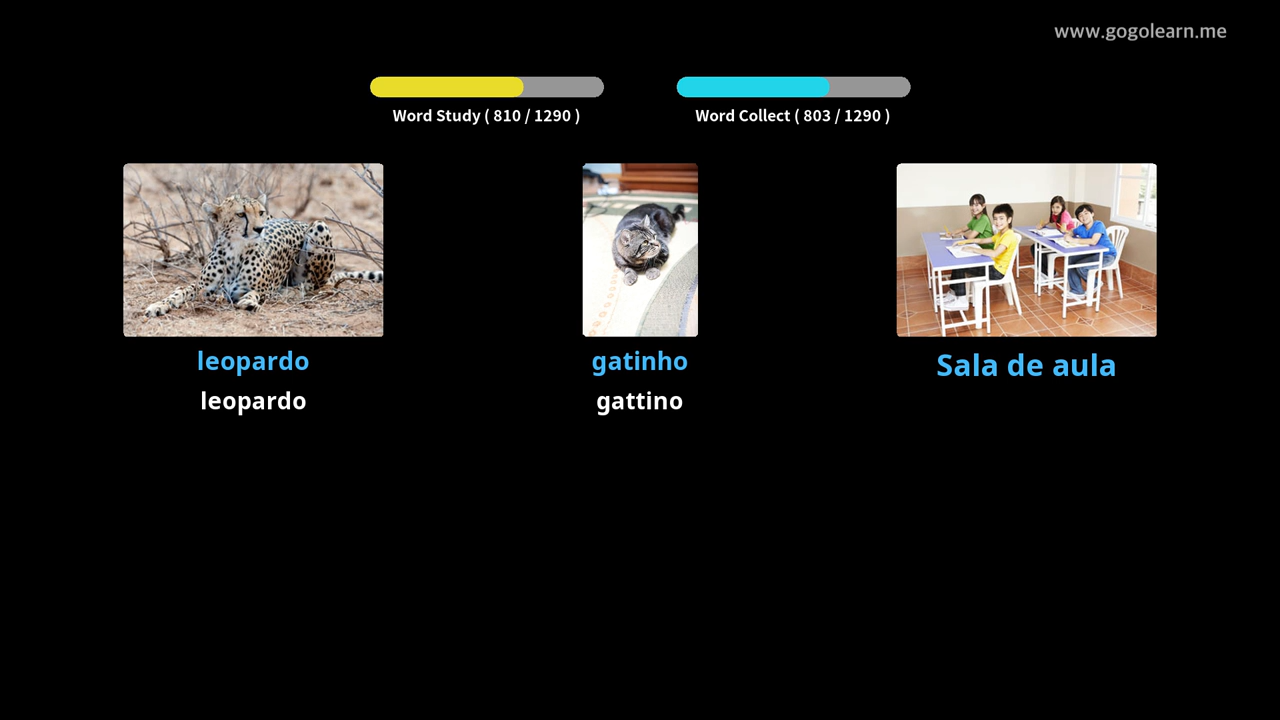 www.gogolearn.me
Word Study ( 810 / 1290 )
Word Collect ( 803 / 1290 )
leopardo
leopardo
gatinho
gattino
Sala de aula